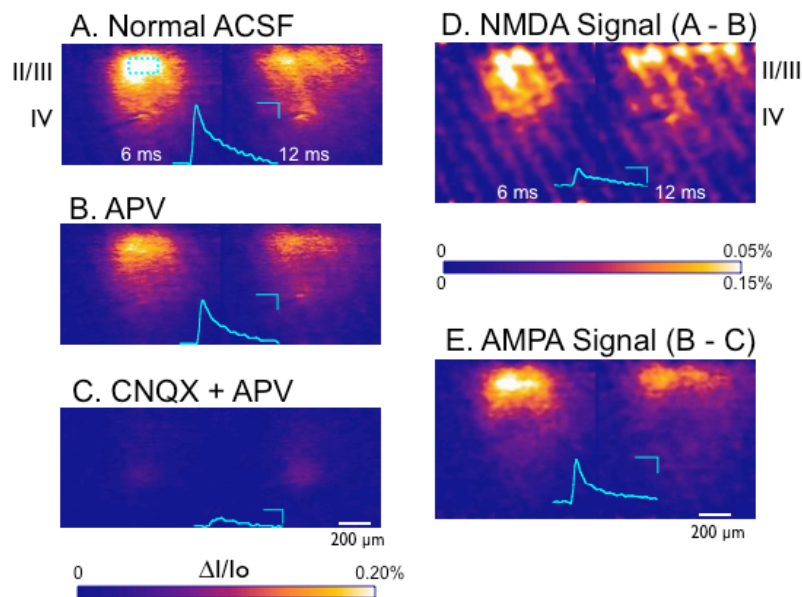 A. Normal ACSF
II/III
IV
6 ms
12 ms
B. APV
C. CNQX + APV
200 µm
0
ΔI/Io
0.20%
D. NMDA Signal (A - B)
II/III
IV
6 ms
12 ms
0
0.05%
0
0.15%
E. AMPA Signal (B - C)
200 µm